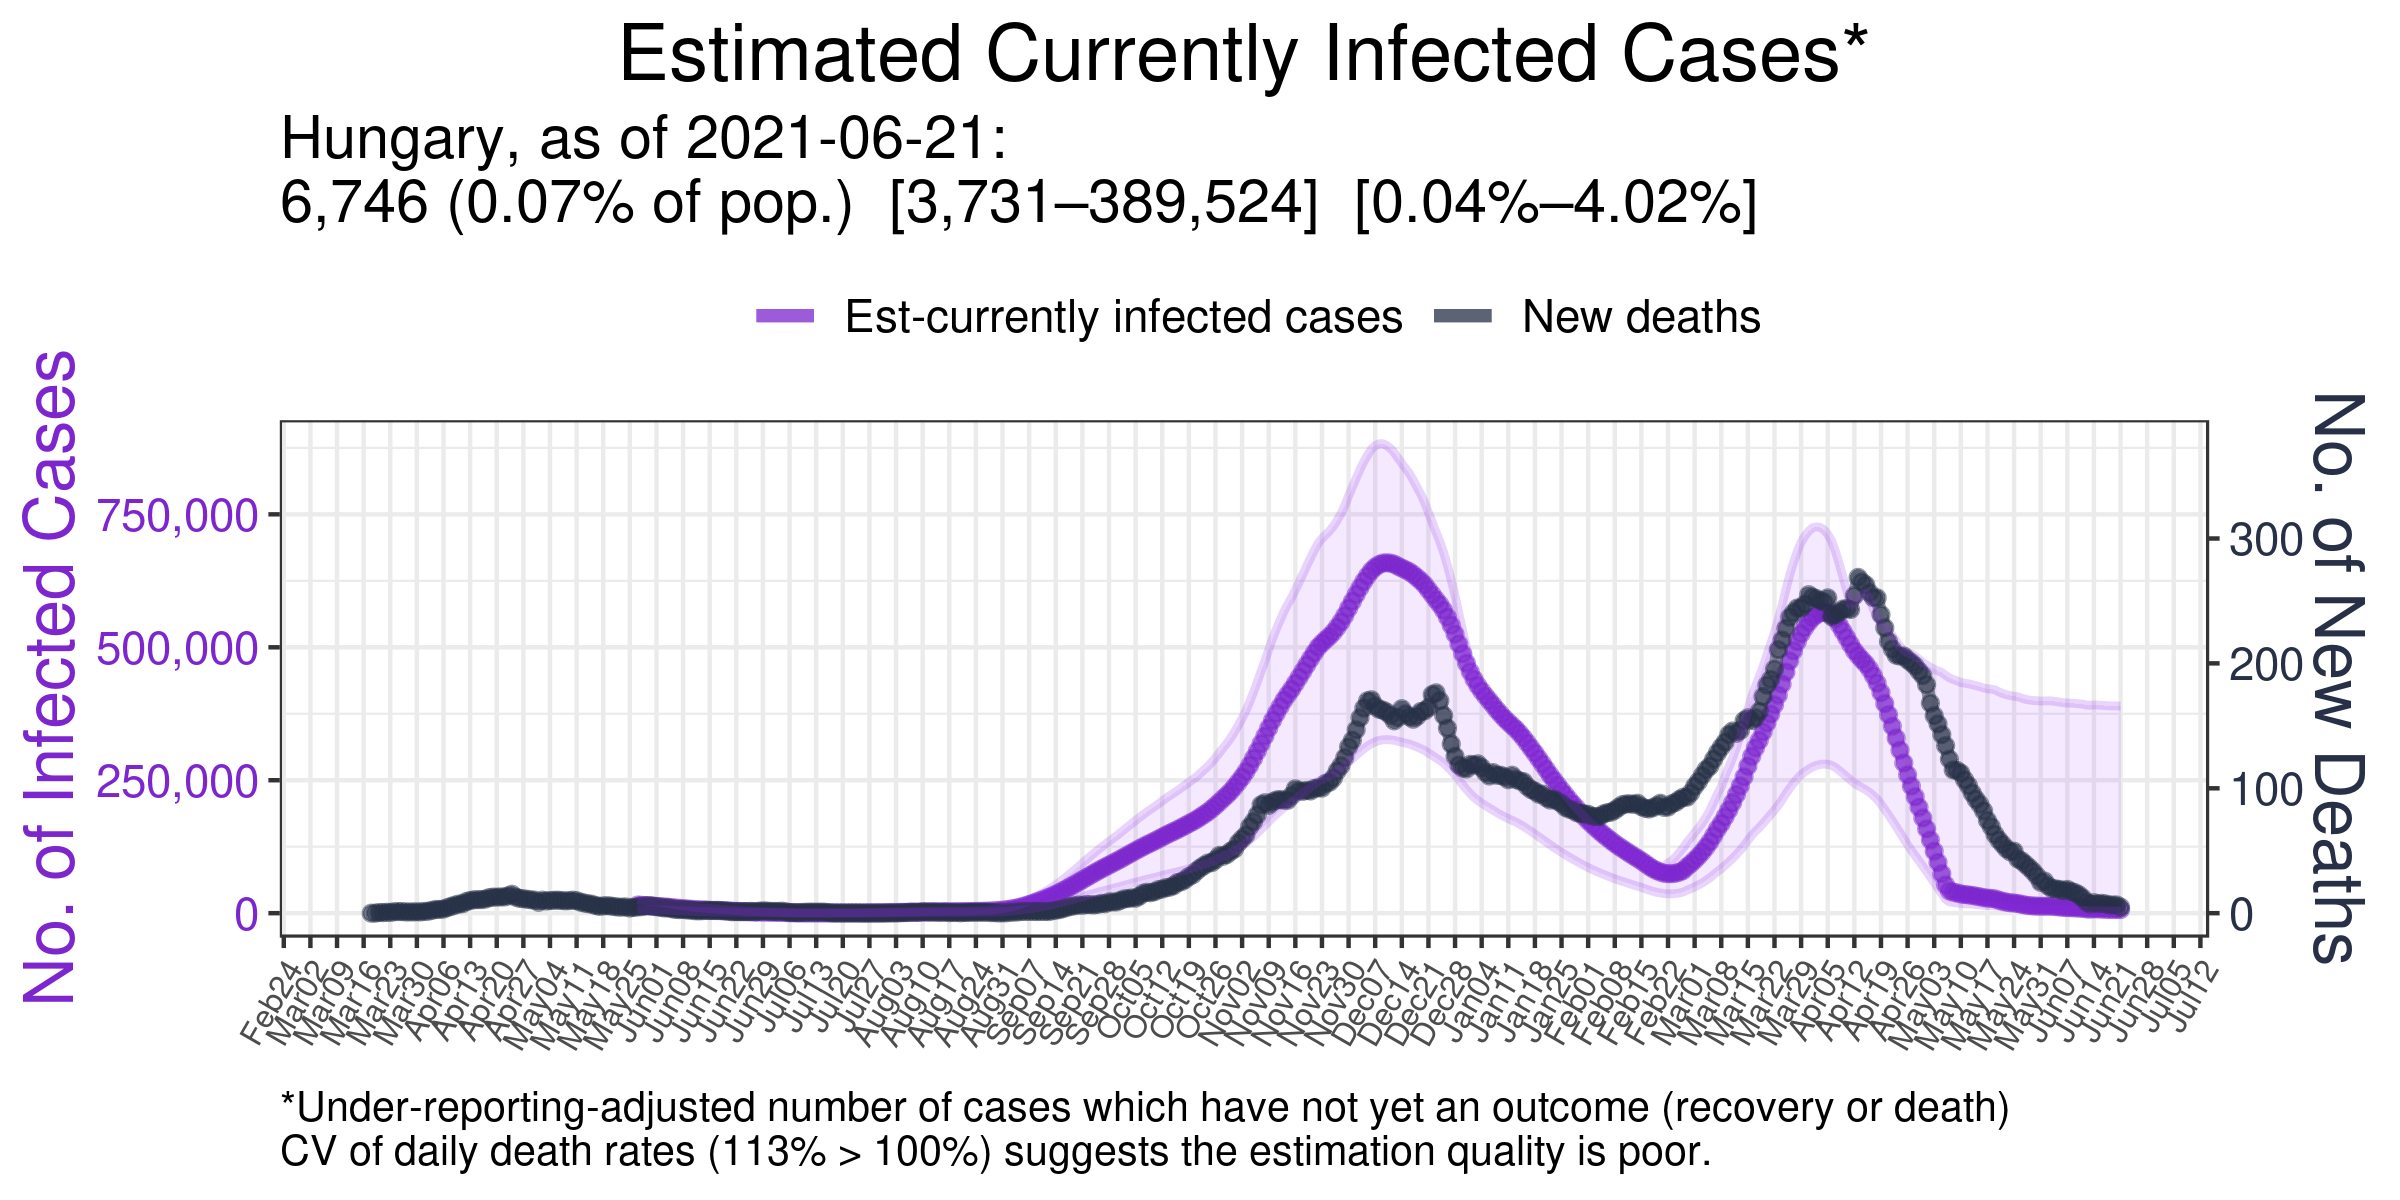 Estimated Currently Infected Cases*
Hungary, as of 2021-06-21:
6,746 (0.07% of pop.)  [3,731–389,524]  [0.04%–4.02%]
Est-currently infected cases
New deaths
No. of Infected Cases
750,000
500,000
250,000
0
300
200
100
0
No. of New Deaths
Feb24
Mar02
Mar09
Mar16
Mar23
Mar30
Apr06
Apr13
Apr20
Apr27
May04
May11
May18
May25
Jun01
Jun08
Jun15
Jun22
Jun29
Jul06
Jul13
Jul20
Jul27
Aug03
Aug10
Aug17
Aug24
Aug31
Sep07
Sep14
Sep21
Sep28
Oct05
Oct12
Oct19
Oct26
Nov02
Nov09
Nov16
Nov23
Nov30
Dec07
Dec14
Dec21
Dec28
Jan04
Jan11
Jan18
Jan25
Feb01
Feb08
Feb15
Feb22
Mar01
Mar08
Mar15
Mar22
Mar29
Apr05
Apr12
Apr19
Apr26
May03
May10
May17
May24
May31
Jun07
Jun14
Jun21
Jun28
Jul05
Jul12
*Under-reporting-adjusted number of cases which have not yet an outcome (recovery or death)
CV of daily death rates (113% > 100%) suggests the estimation quality is poor.